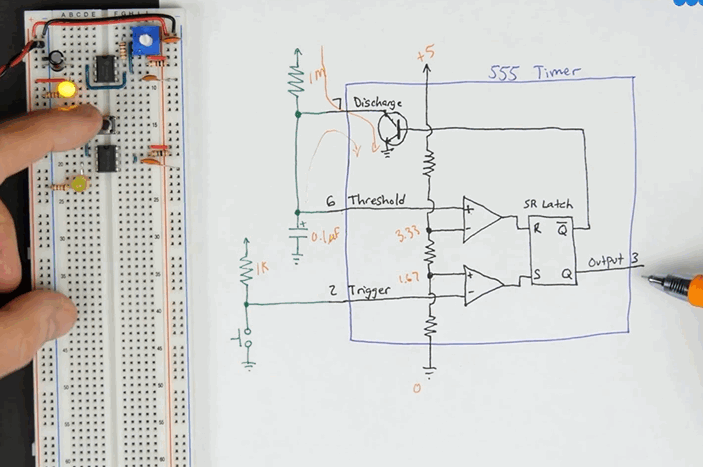 A B C D E F G H I J
+5
555 Timer
1M
7 Discharge
6 Threshold
SR Latch
R Q̅
0.1µF
3.33
Output 3
1K
1.67
S Q
2 Trigger
0